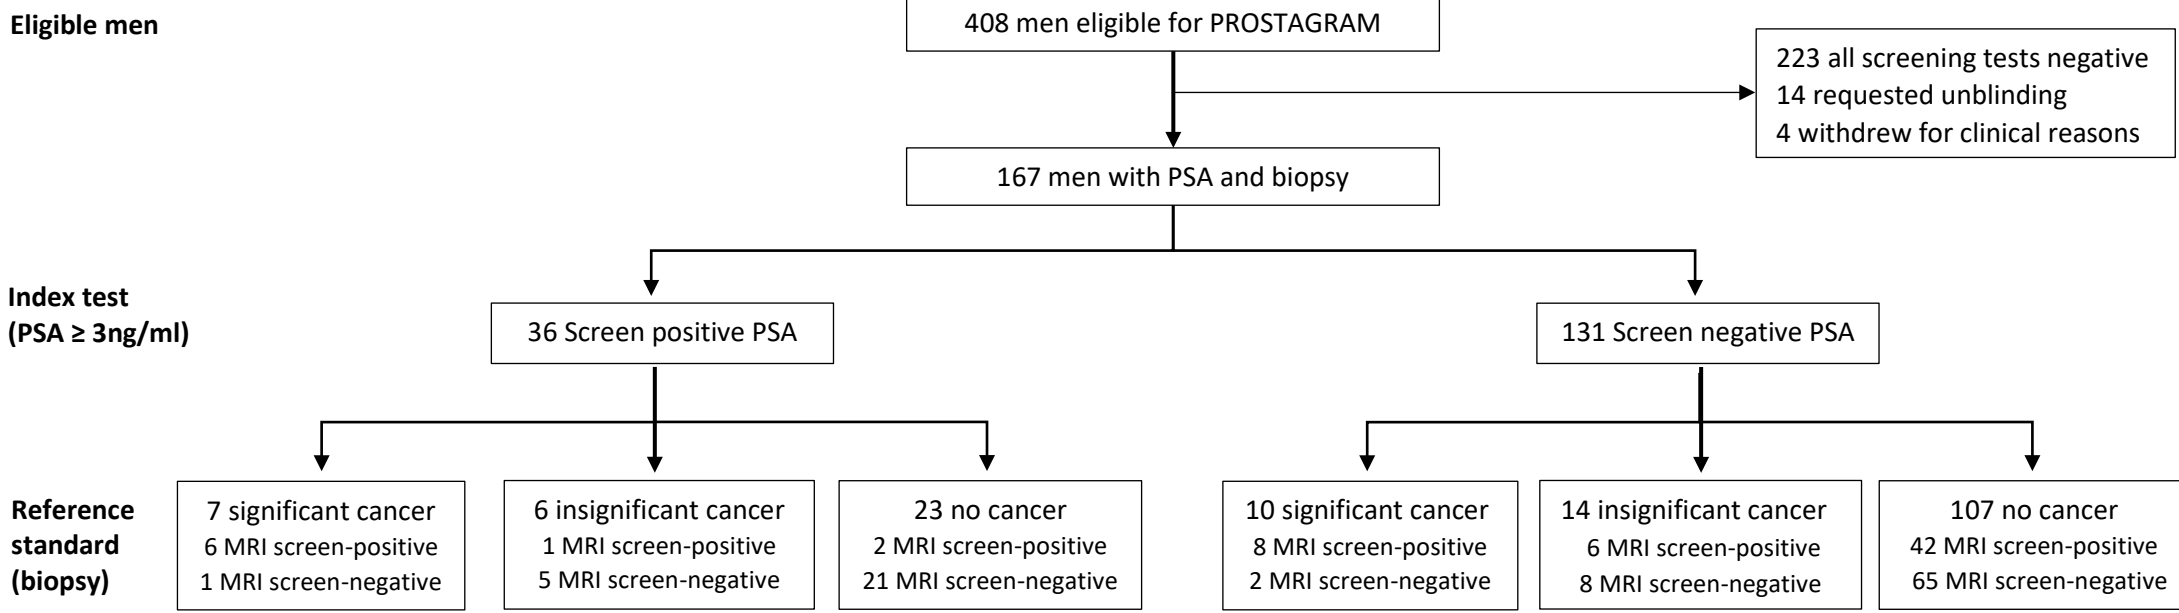 Eligible men
408 men eligible for PROSTAGRAM
223 all screening tests negative
14 requested unblinding
4 withdrew for clinical reasons
167 men with PSA and biopsy
Index test
(PSA ≥ 3ng/ml)
36 Screen positive PSA
131 Screen negative PSA
Reference
standard
(biopsy)
7 significant cancer
6 MRI screen-positive
1 MRI screen-negative
6 insignificant cancer
1 MRI screen-positive
5 MRI screen-negative
23 no cancer
2 MRI screen-positive
21 MRI screen-negative
10 significant cancer
8 MRI screen-positive
2 MRI screen-negative
14 insignificant cancer
6 MRI screen-positive
8 MRI screen-negative
107 no cancer
42 MRI screen-positive
65 MRI screen-negative